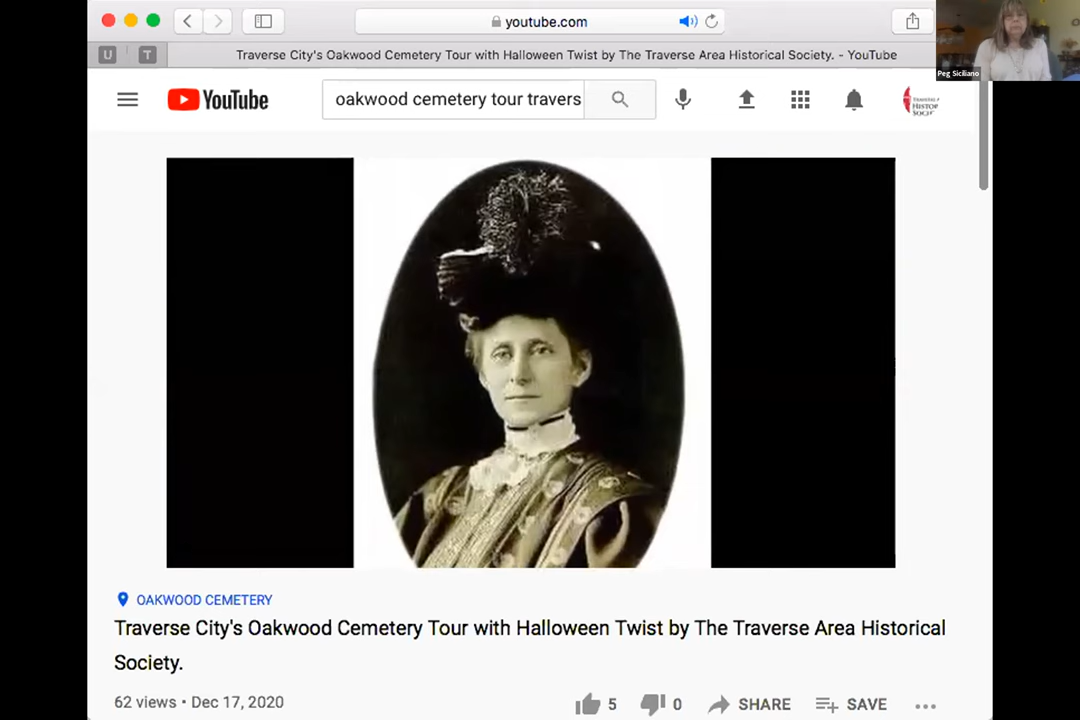 youtube.com
U
T
Traverse City's Oakwood Cemetery Tour with Halloween Twist by The Traverse Area Historical Society. - YouTube
Peg Siciliano
YouTube
oakwood cemetery tour travers
HISTOR
OAKWOOD CEMETERY
Traverse City's Oakwood Cemetery Tour with Halloween Twist by The Traverse Area Historical
Society.
62 views • Dec 17, 2020
5
0
SHARE
SAVE